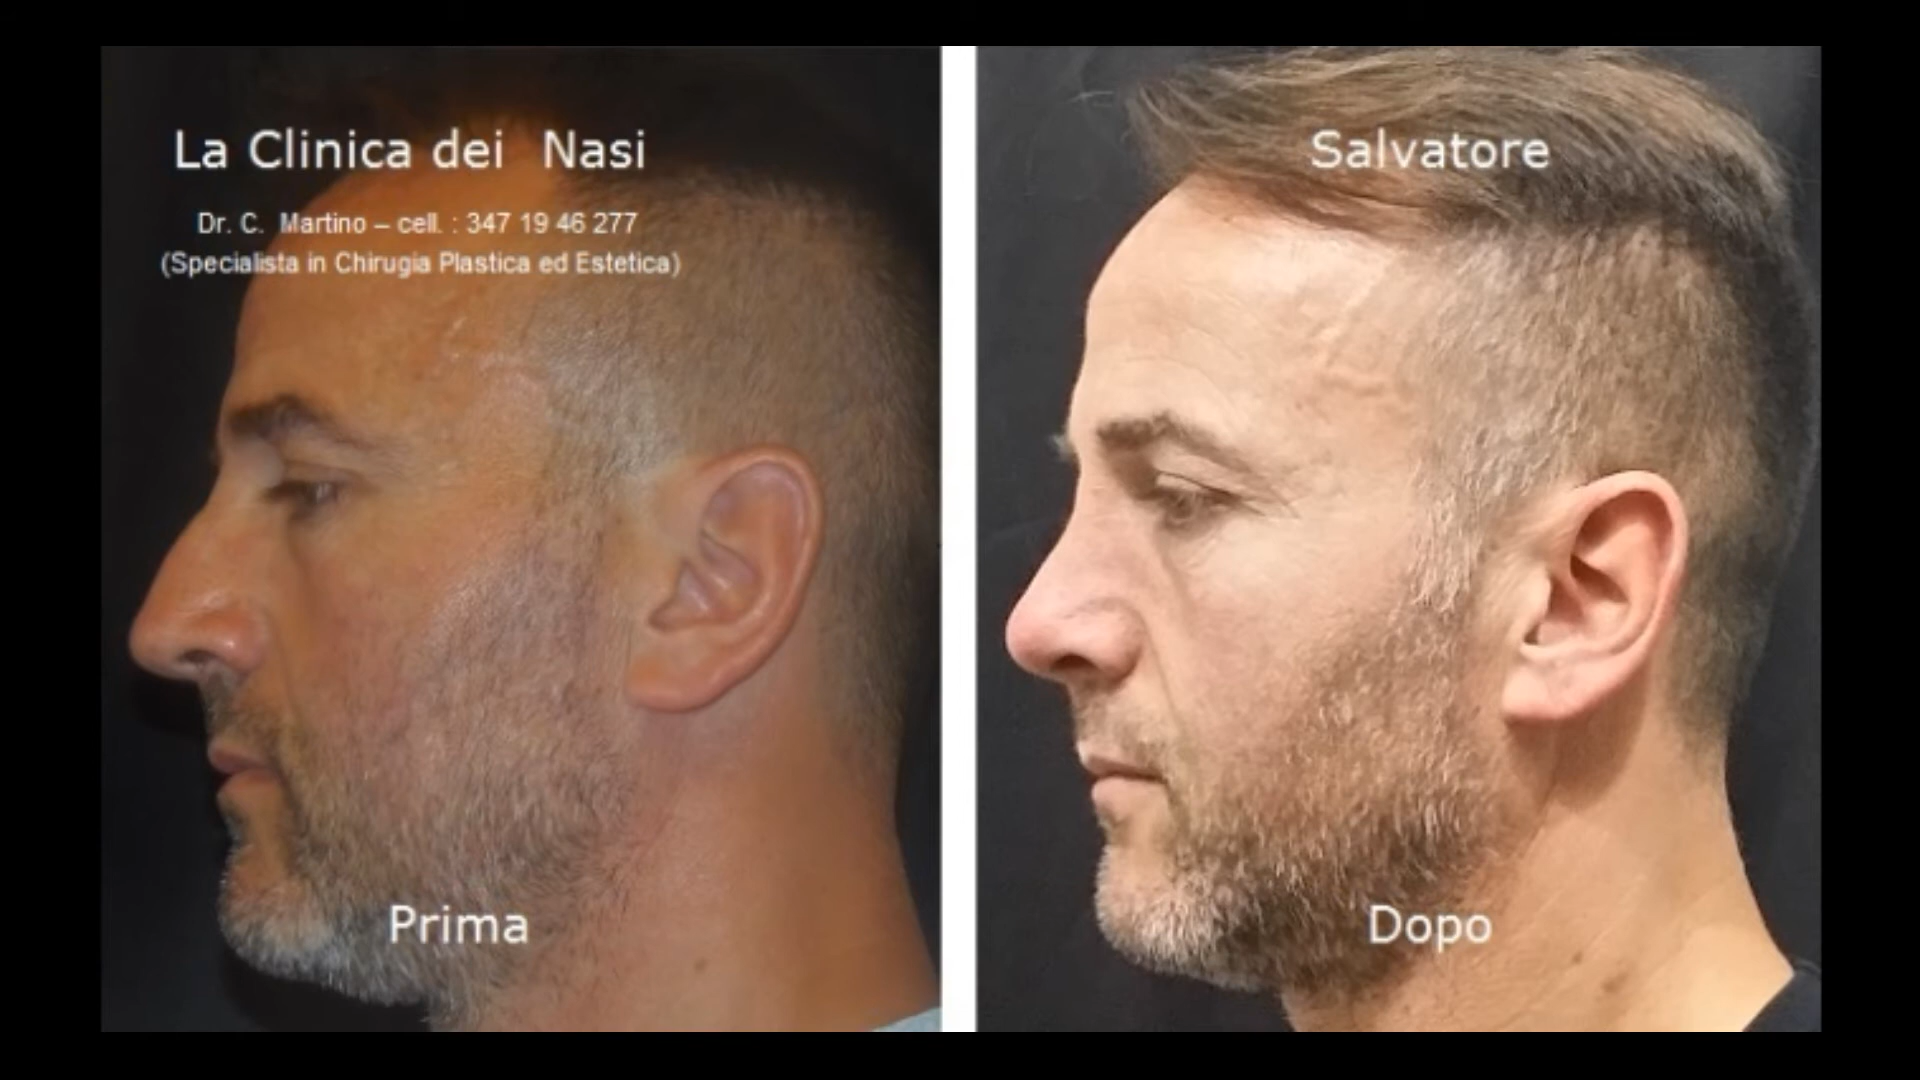 La Clinica dei Nasi
Dr. C. Martino – cell. : 347 19 46 277
(Specialista in Chirugia Plastica ed Estetica)
Salvatore
Prima
Dopo